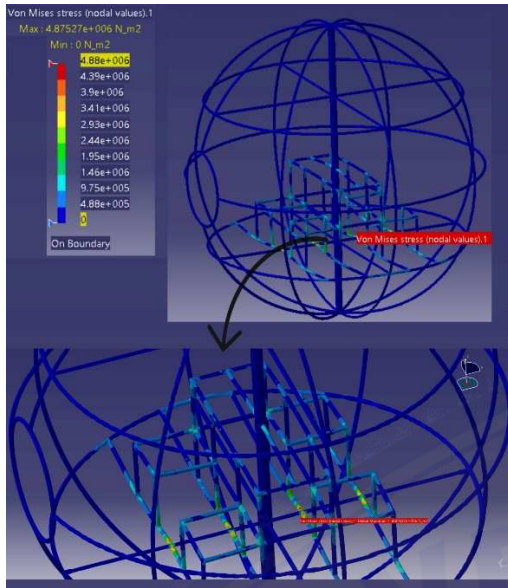 Von Mises stress (nodal values).1
Max : 4.87527e+006 N_m2
Min : 0 N_m2
4.88e+006
4.39e+006
3.9e+006
3.41e+006
2.93e+006
2.44e+006
1.95e+006
1.46e+006
9.75e+005
4.88e+005
0
On Boundary
Von Mises stress (nodal values).1